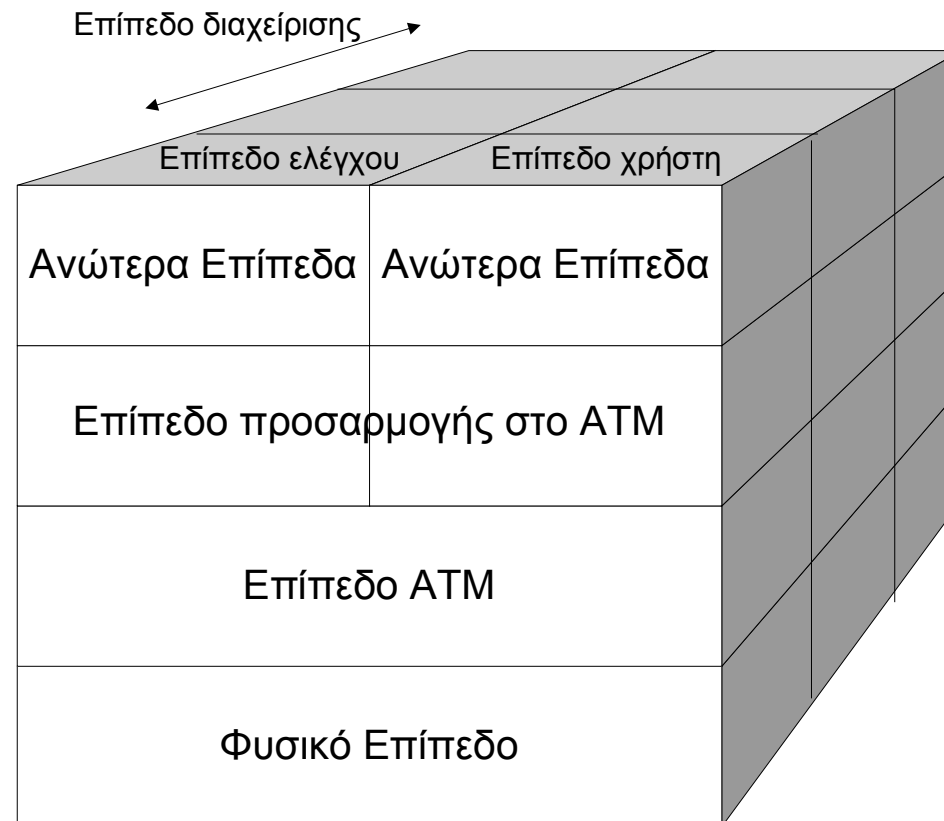 Επίπεδο διαχείρισης
Επίπεδο ελέγχου
Επίπεδο χρήστη
Ανώτερα Επίπεδα
Ανώτερα Επίπεδα
Επίπεδο προσαρμογής στο ATM
Επίπεδο ATM
Φυσικό Επίπεδο